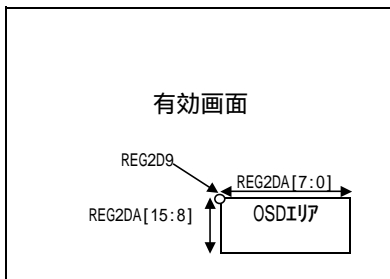 有効画面
REG2D9
REG2DA[7:0]
REG2DA[15:8]
OSDｴﾘｱ